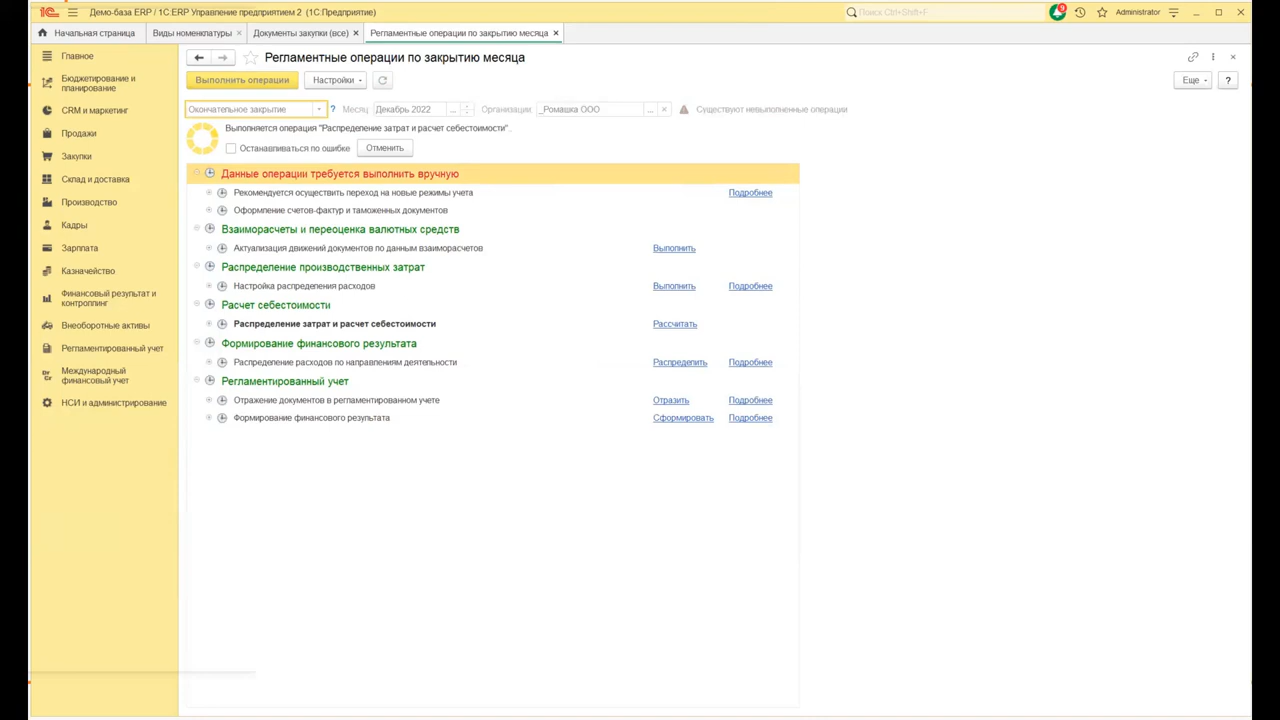 1С Демо-база ERP / 1С:ERP Управление предприятием 2 (1С:Предприятие) Поиск Ctrl+Shift+F 9 Administrator
Начальная страница Виды номенклатуры × Документы закупки (все) × Регламентные операции по закрытию месяца ×
Главное
Бюджетирование и
планирование
CRM и маркетинг
Продажи
Закупки
Склад и доставка
Производство
Кадры
Зарплата
Казначейство
Финансовый результат и
контроллинг
Внеоборотные активы
Регламентированный учет
Международный
финансовый учет
НСИ и администрирование
Регламентные операции по закрытию месяца
Выполнить операции Настройки Еще ?
Окончательное закрытие ? Месяц: Декабрь 2022 ... Организации: _Ромашка ООО ... × Существуют невыполненные операции
Выполняется операция "Распределение затрат и расчет себестоимости"..
Останавливаться по ошибке Отменить
Данные операции требуется выполнить вручную
Рекомендуется осуществить переход на новые режимы учета Подробнее
Оформление счетов-фактур и таможенных документов
Взаиморасчеты и переоценка валютных средств
Актуализация движений документов по данным взаиморасчетов Выполнить
Распределение производственных затрат
Настройка распределения расходов Выполнить Подробнее
Расчет себестоимости
Распределение затрат и расчет себестоимости Рассчитать
Формирование финансового результата
Распределение расходов по направлениям деятельности Распределить Подробнее
Регламентированный учет
Отражение документов в регламентированном учете Отразить Подробнее
Формирование финансового результата Сформировать Подробнее